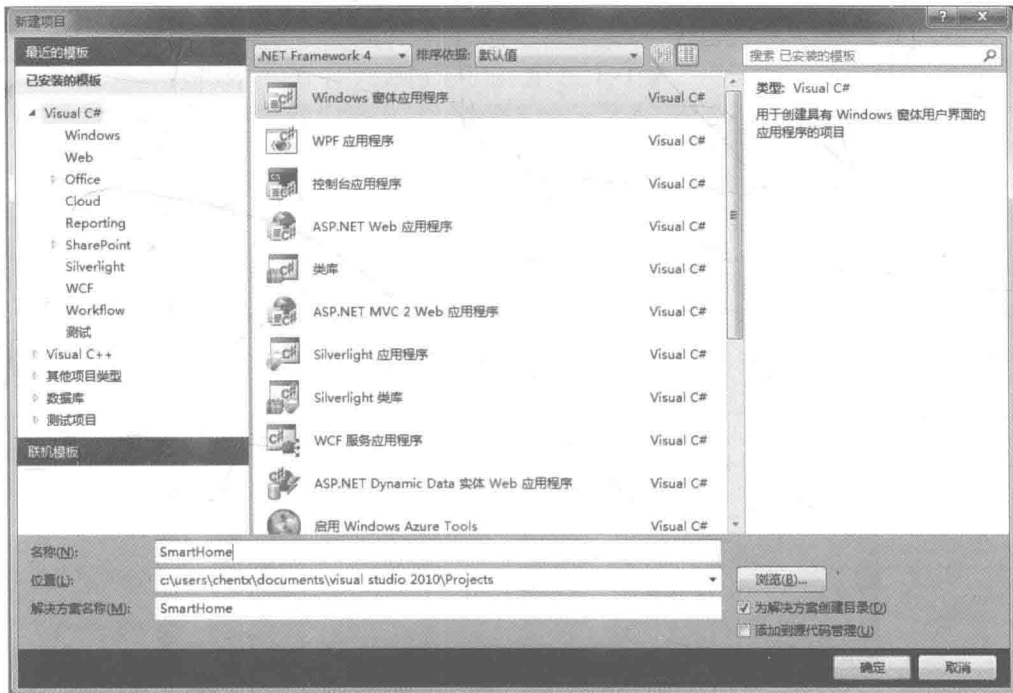 新建项目
最近的模板
已安装的模板
Visual C#
Windows
Web
Office
Cloud
Reporting
SharePoint
Silverlight
WCF
Workflow
测试
Visual C++
其他项目类型
数据库
测试项目
联机模板
.NET Framework 4 排序依据: 默认值
Windows 窗体应用程序 Visual C#
WPF 应用程序 Visual C#
控制台应用程序 Visual C#
ASP.NET Web 应用程序 Visual C#
类库 Visual C#
ASP.NET MVC 2 Web 应用程序 Visual C#
Silverlight 应用程序 Visual C#
Silverlight 类库 Visual C#
WCF 服务应用程序 Visual C#
ASP.NET Dynamic Data 实体 Web 应用程序 Visual C#
启用 Windows Azure Tools Visual C#
搜索 已安装的模板
类型: Visual C#
用于创建具有 Windows 窗体用户界面的
应用程序的项目
名称(N): SmartHome
位置(L): c:\users\chentx\documents\visual studio 2010\Projects 浏览(B)...
解决方案名称(M): SmartHome
为解决方案创建目录(D)
添加到源代码管理(U)
确定 取消